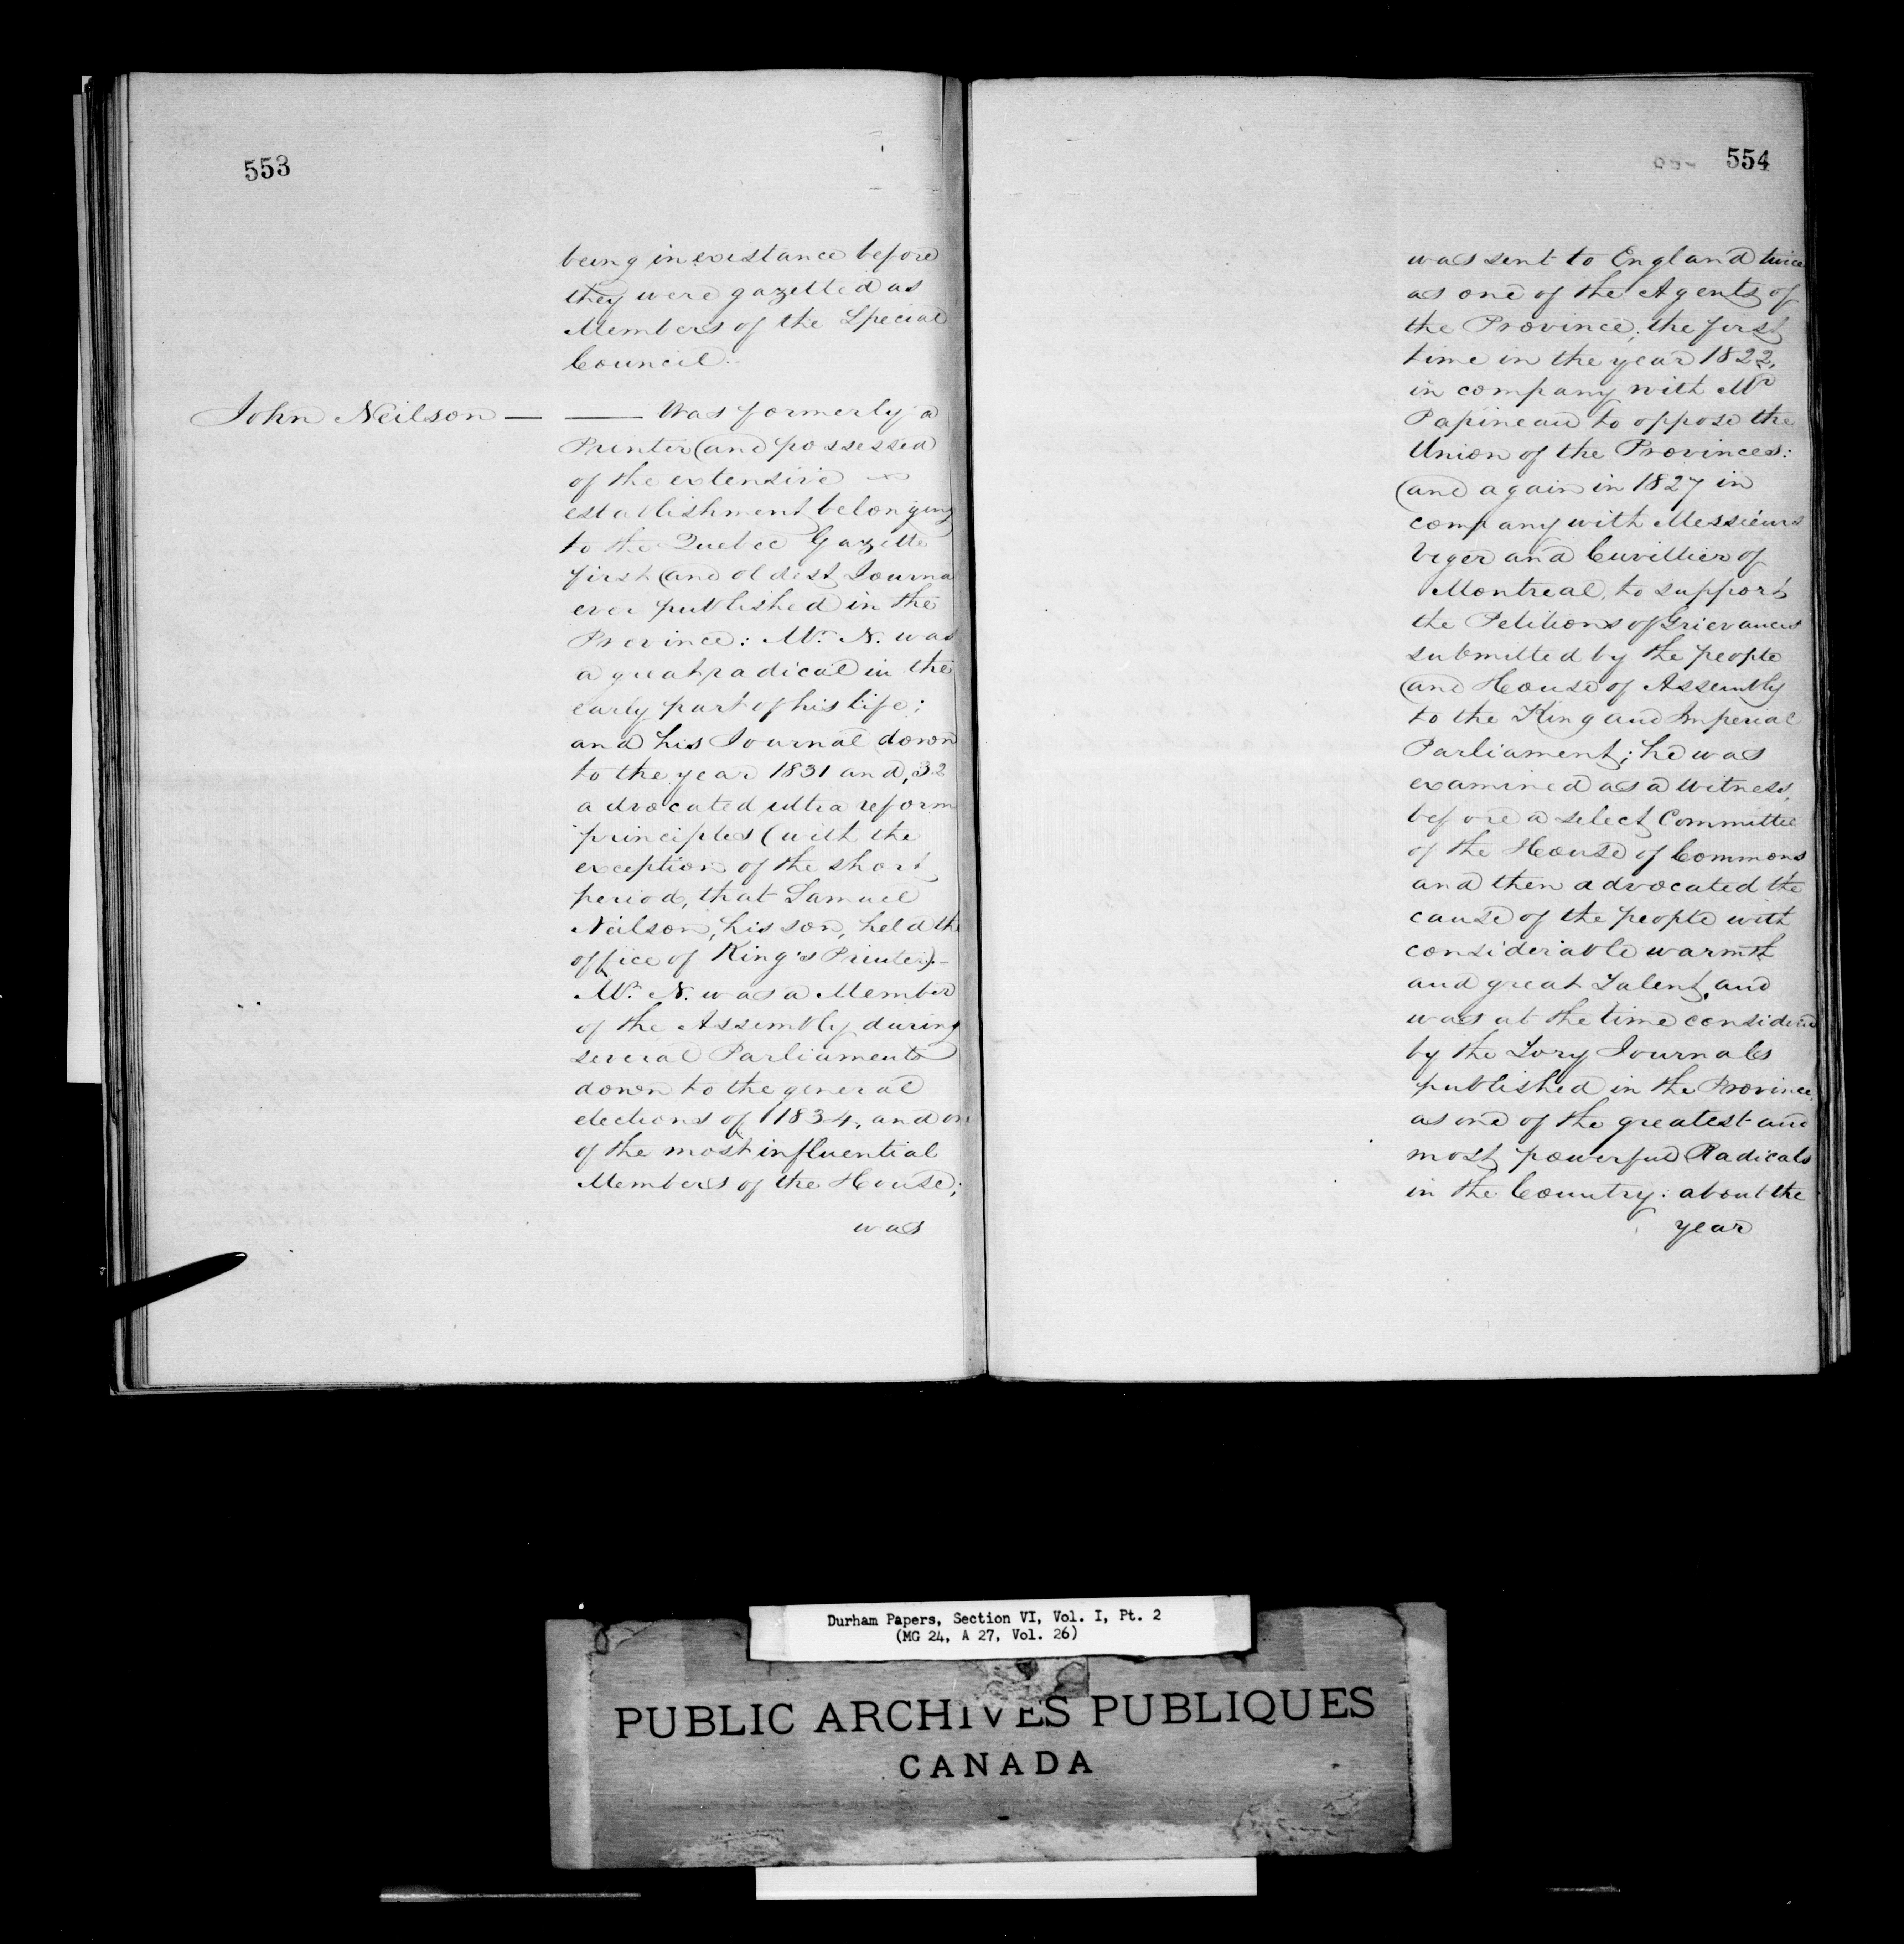 553
being in existance before
they were gazetted as
Members of the Special
Council.
John Neilson — — Was formerly a
Printer and possessed
of the extensive
establishment belonging
to the Quebec Gazette
first and oldest Journa
ever published in the
Province: Mr. N. was
a great radical in the
early part of his life;
and his Journal down
to the year 1831 and, 32
advocated ultra reform
principles (with the
exception of the short
period, that Samuel
Neilson, his son, held the
office of King's Printer).-
Mr. N. was a Member
of the Assembly during
several Parliaments
down to the general
elections of 1834, and on
of the most influential
Members of the House;
was
554
was sent to England twice
as one of the Agents of
the Province, the first
time in the year 1822,
in company with Mr
Papineau to oppose the
Union of the Provinces:
and again in 1827 in
company with Messieurs
Viger and Cuvillier of
Montreal, to support
the Petitions of Grievances
submitted by the people
and House of Assembly
to the King and Imperial
Parliament; he was
examined as a Witness,
before a select Committee
of the House of Commons
and then advocated the
cause of the people with
considerable warmth
and great Talent, and
was at the time considered
by the Tory Journals
published in the Province,
as one of the greatest and
most powerful Radicals
in the Country: about the
year
Durham Papers, Section VI, Vol. I, Pt. 2
(MG 24, A 27, Vol. 26)
PUBLIC ARCHIVES PUBLIQUES
CANADA